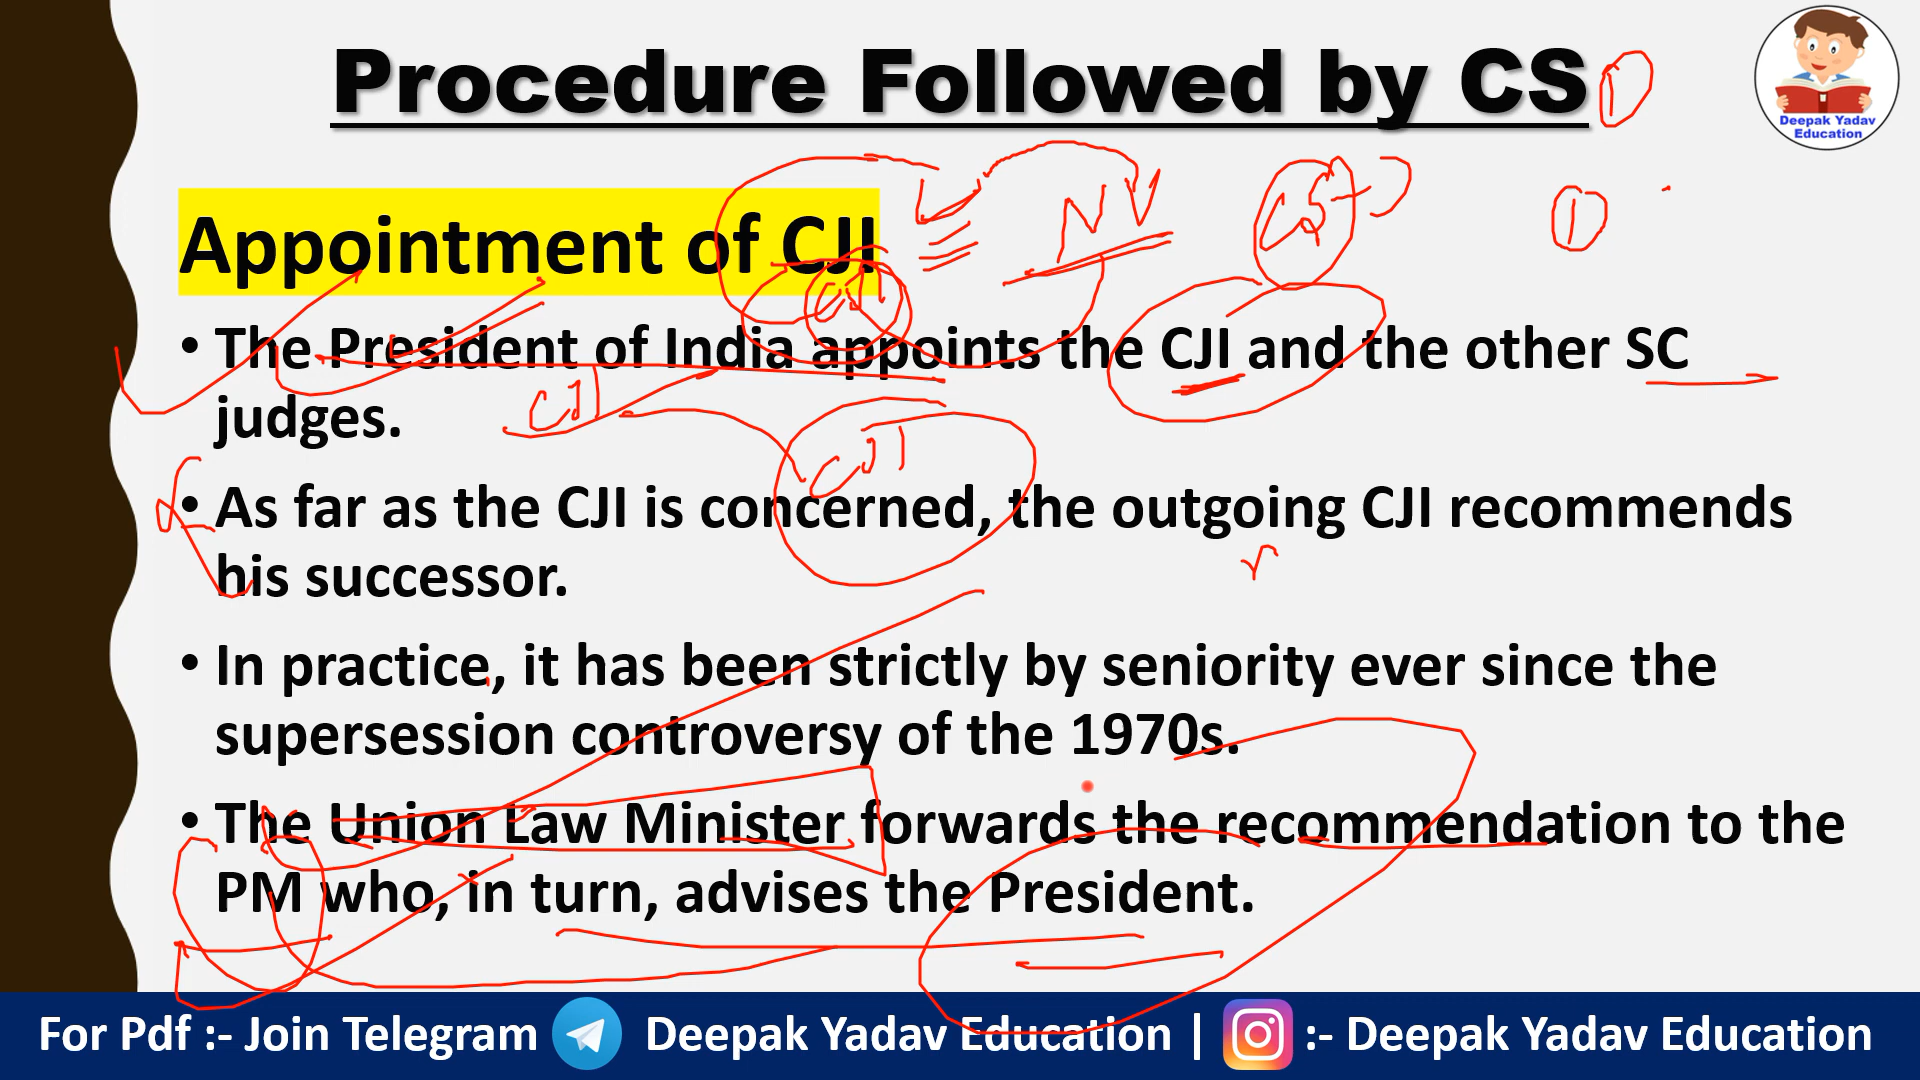 Procedure Followed by CS
Deepak Yadav
Education
Appointment of CJI
NV
CJI
• The President of India appoints the CJI and the other SC
judges.
CJI
CJI
• As far as the CJI is concerned, the outgoing CJI recommends
his successor.
• In practice, it has been strictly by seniority ever since the
supersession controversy of the 1970s.
• The Union Law Minister forwards the recommendation to the
PM who, in turn, advises the President.
For Pdf :- Join Telegram Deepak Yadav Education | :- Deepak Yadav Education